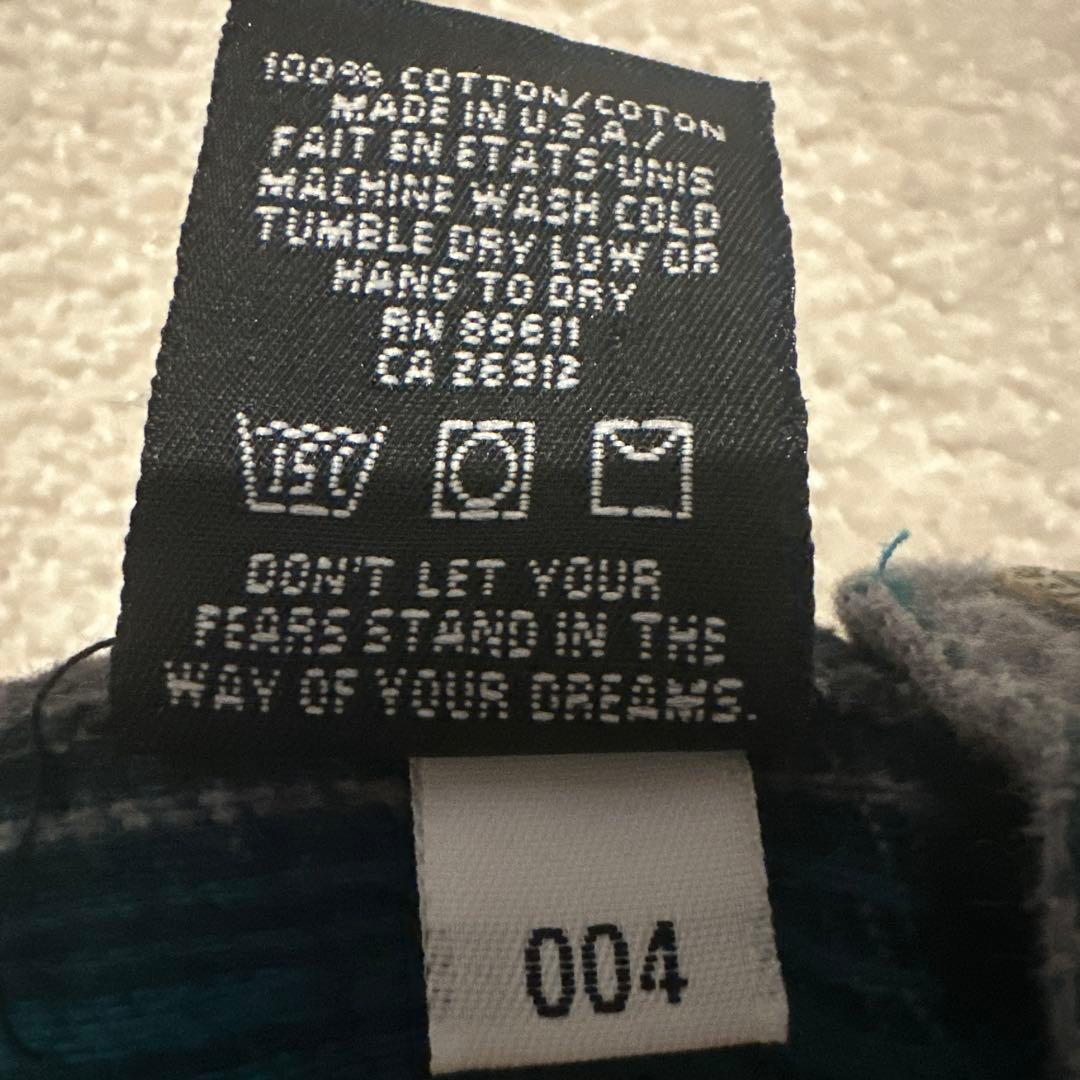 100% COTTON/COTON
MADE IN U.S.A./
FAIT EN ETATS-UNIS
MACHINE WASH COLD
TUMBLE DRY LOW OR
HANG TO DRY
RN 86611
CA 26912
15C
DON'T LET YOUR
FEARS STAND IN THE
WAY OF YOUR DREAMS.
004